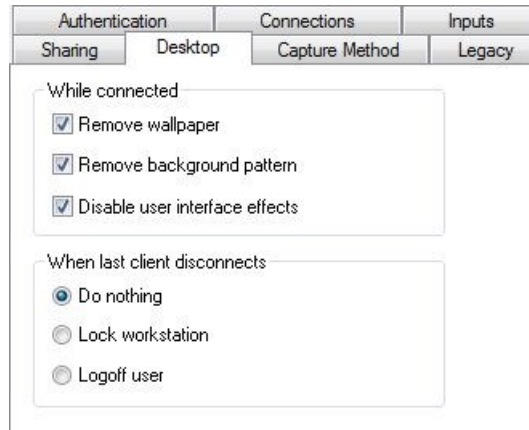 Authentication Connections Inputs
Sharing Desktop Capture Method Legacy
While connected
Remove wallpaper
Remove background pattern
Disable user interface effects
When last client disconnects
Do nothing
Lock workstation
Logoff user